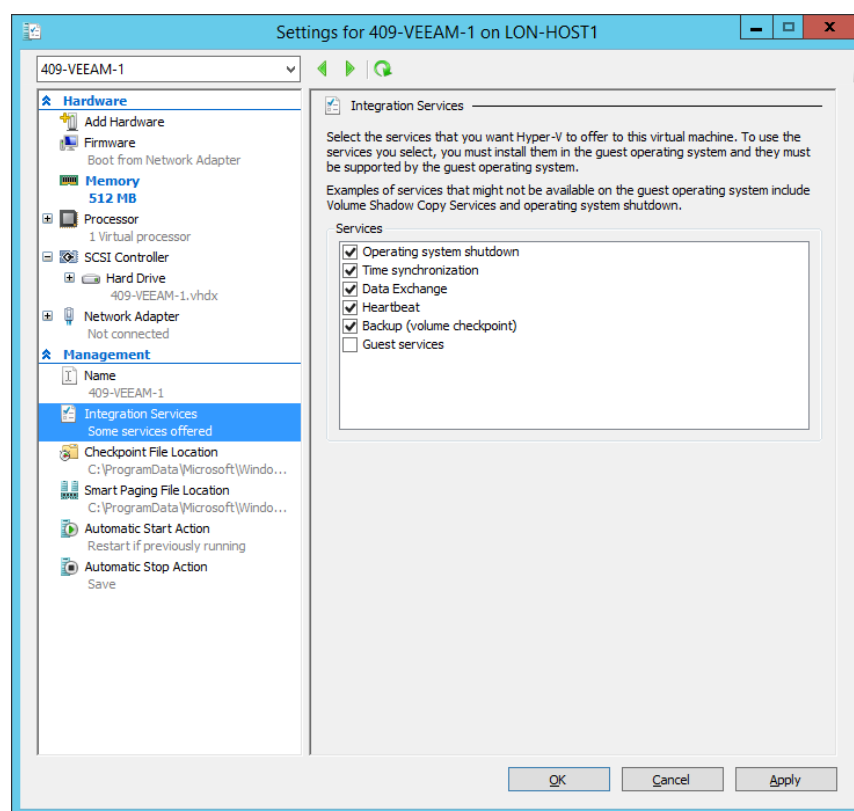 Settings for 409-VEEAM-1 on LON-HOST1
409-VEEAM-1
Hardware
Add Hardware
Firmware
Boot from Network Adapter
Memory
512 MB
Processor
1 Virtual processor
SCSI Controller
Hard Drive
409-VEEAM-1.vhdx
Network Adapter
Not connected
Management
Name
409-VEEAM-1
Integration Services
Some services offered
Checkpoint File Location
C:\ProgramData\Microsoft\Windo...
Smart Paging File Location
C:\ProgramData\Microsoft\Windo...
Automatic Start Action
Restart if previously running
Automatic Stop Action
Save
Integration Services
Select the services that you want Hyper-V to offer to this virtual machine. To use the
services you select, you must install them in the guest operating system and they must
be supported by the guest operating system.
Examples of services that might not be available on the guest operating system include
Volume Shadow Copy Services and operating system shutdown.
Services
Operating system shutdown
Time synchronization
Data Exchange
Heartbeat
Backup (volume checkpoint)
Guest services
OK
Cancel
Apply